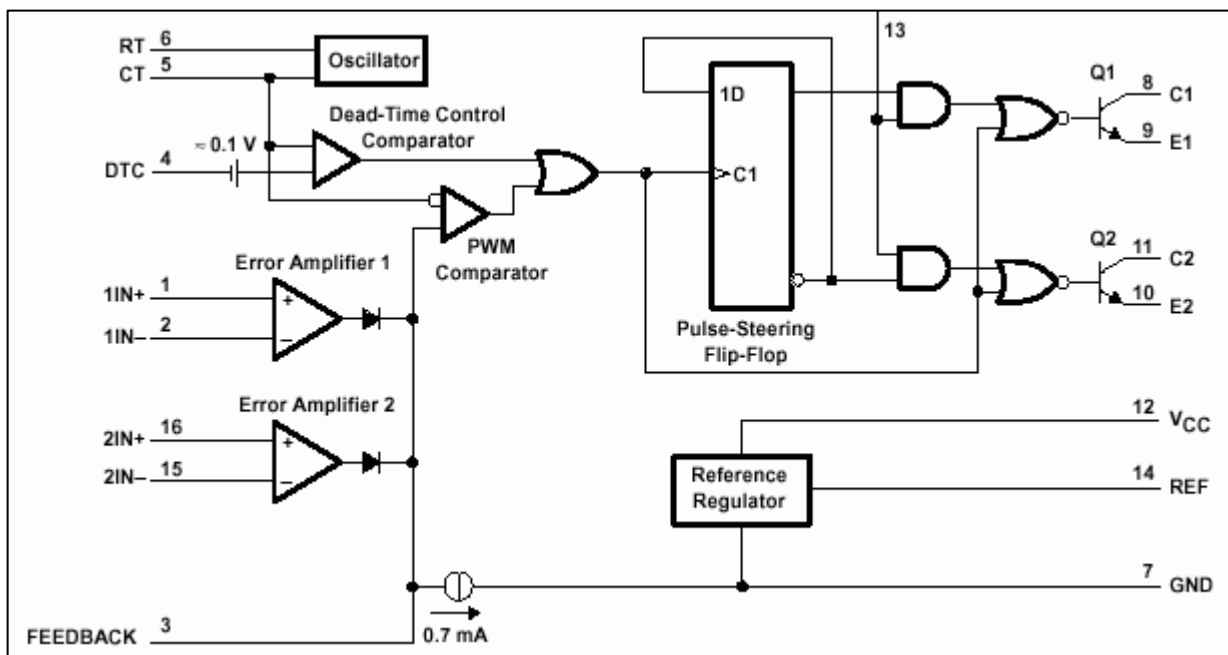 13
RT 6
CT 5
Oscillator
Dead-Time Control
Comparator
≈ 0.1 V
DTC 4
1D
C1
Q1
8 C1
9 E1
PWM
Comparator
Error Amplifier 1
1IN+ 1
1IN– 2
+
–
Q2
11 C2
10 E2
Pulse-Steering
Flip-Flop
Error Amplifier 2
2IN+ 16
2IN– 15
+
–
12 VCC
Reference
Regulator
14 REF
7 GND
0.7 mA
FEEDBACK 3